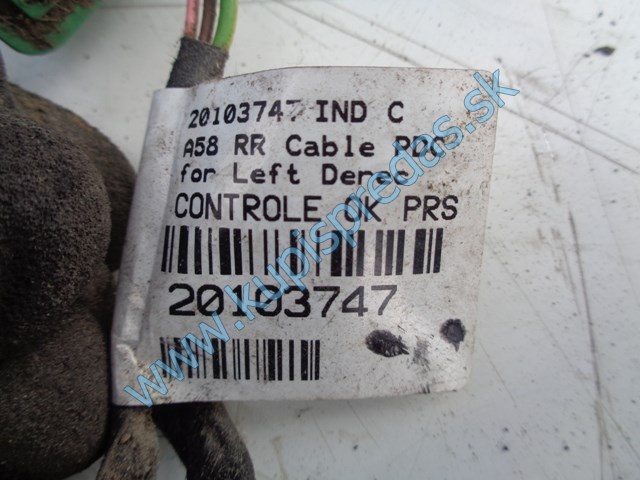 20103747 IND C
A58 RR Cable PDC
for Left Derec
CONTROLE OK PRS
20103747
www.kupispredas.sk